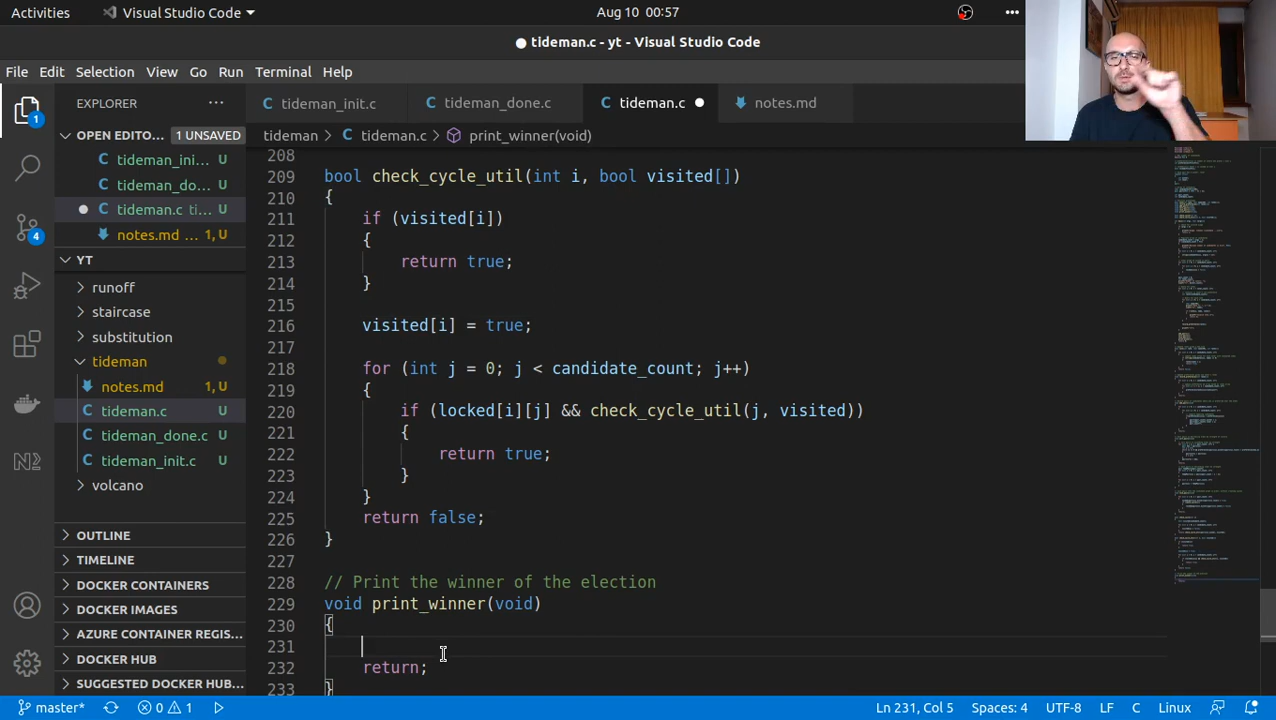 Activities
Visual Studio Code
Aug 10 00:57
tideman.c - yt - Visual Studio Code
File Edit Selection View Go Run Terminal Help
EXPLORER
tideman_init.c
tideman_done.c
tideman.c
notes.md
OPEN EDITO... 1 UNSAVED
tideman_ini... U
tideman_do... U
tideman.c ti... U
notes.md ... 1, U
YT
runoff
staircase
substitution
tideman
notes.md 1, U
tideman.c U
tideman_done.c U
tideman_init.c U
volcano
OUTLINE
TIMELINE
DOCKER CONTAINERS
DOCKER IMAGES
AZURE CONTAINER REGIS...
DOCKER HUB
SUGGESTED DOCKER HUB...
1
4
tideman > tideman.c > print_winner(void)
208
209 bool check_cycle_util(int i, bool visited[])
210 {
211 if (visited[i])
212 {
213 return true;
214 }
215
216 visited[i] = true;
217
218 for (int j = 0; j < candidate_count; j++)
219 {
220 if (locked[i][j] && check_cycle_util(j, visited))
221 {
222 return true;
223 }
224 }
225 return false;
226 }
227
228 // Print the winner of the election
229 void print_winner(void)
230 {
231
232 return;
233 }
master* 0 1
Ln 231, Col 5 Spaces: 4 UTF-8 LF C Linux